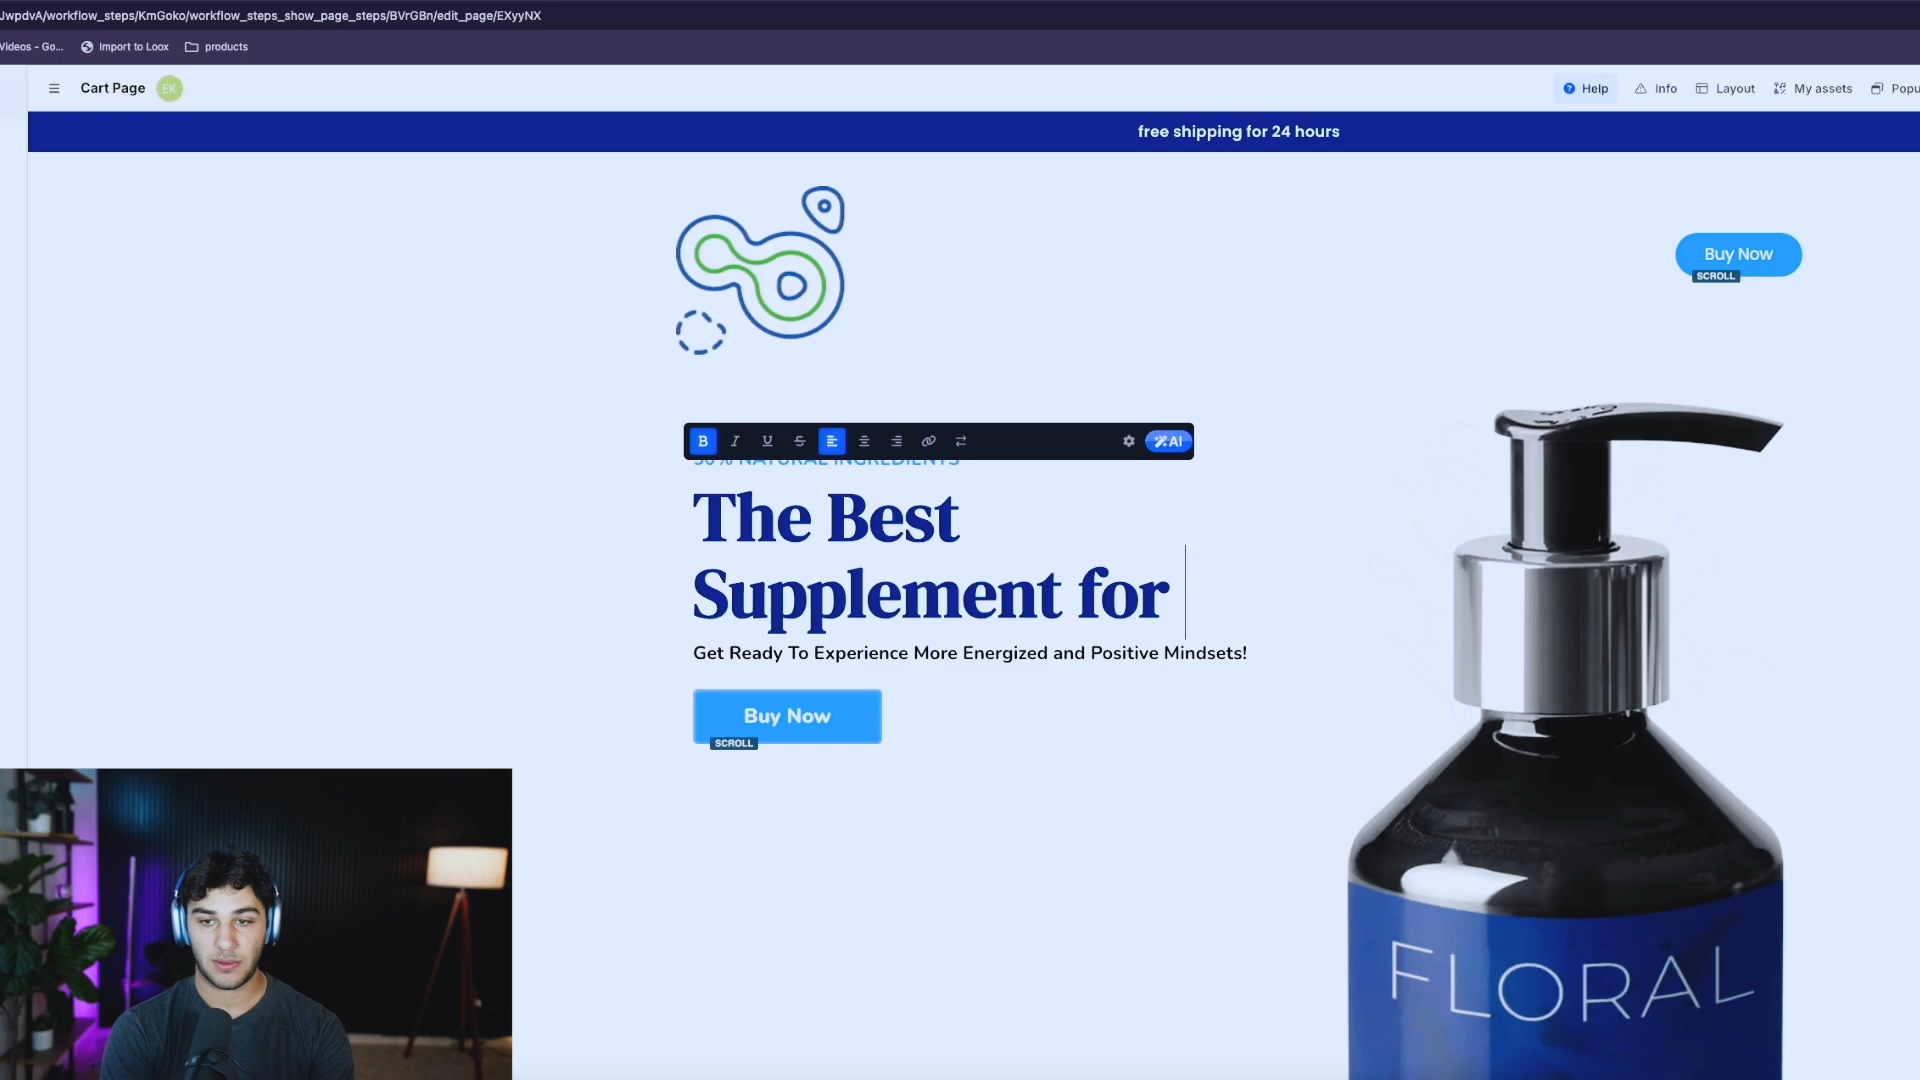 JwpdvA/workflow_steps/KmGoko/workflow_steps_show_page_steps/BVrGBn/edit_page/EXyyNX
Videos - Go...
Import to Loox
products
Cart Page
EK
Help
Info
Layout
My assets
Popu
free shipping for 24 hours
Buy Now
SCROLL
B
I
U
S
AI
NATURAL INGREDIENTS
The Best
Supplement for
Get Ready To Experience More Energized and Positive Mindsets!
Buy Now
SCROLL
FLORAL